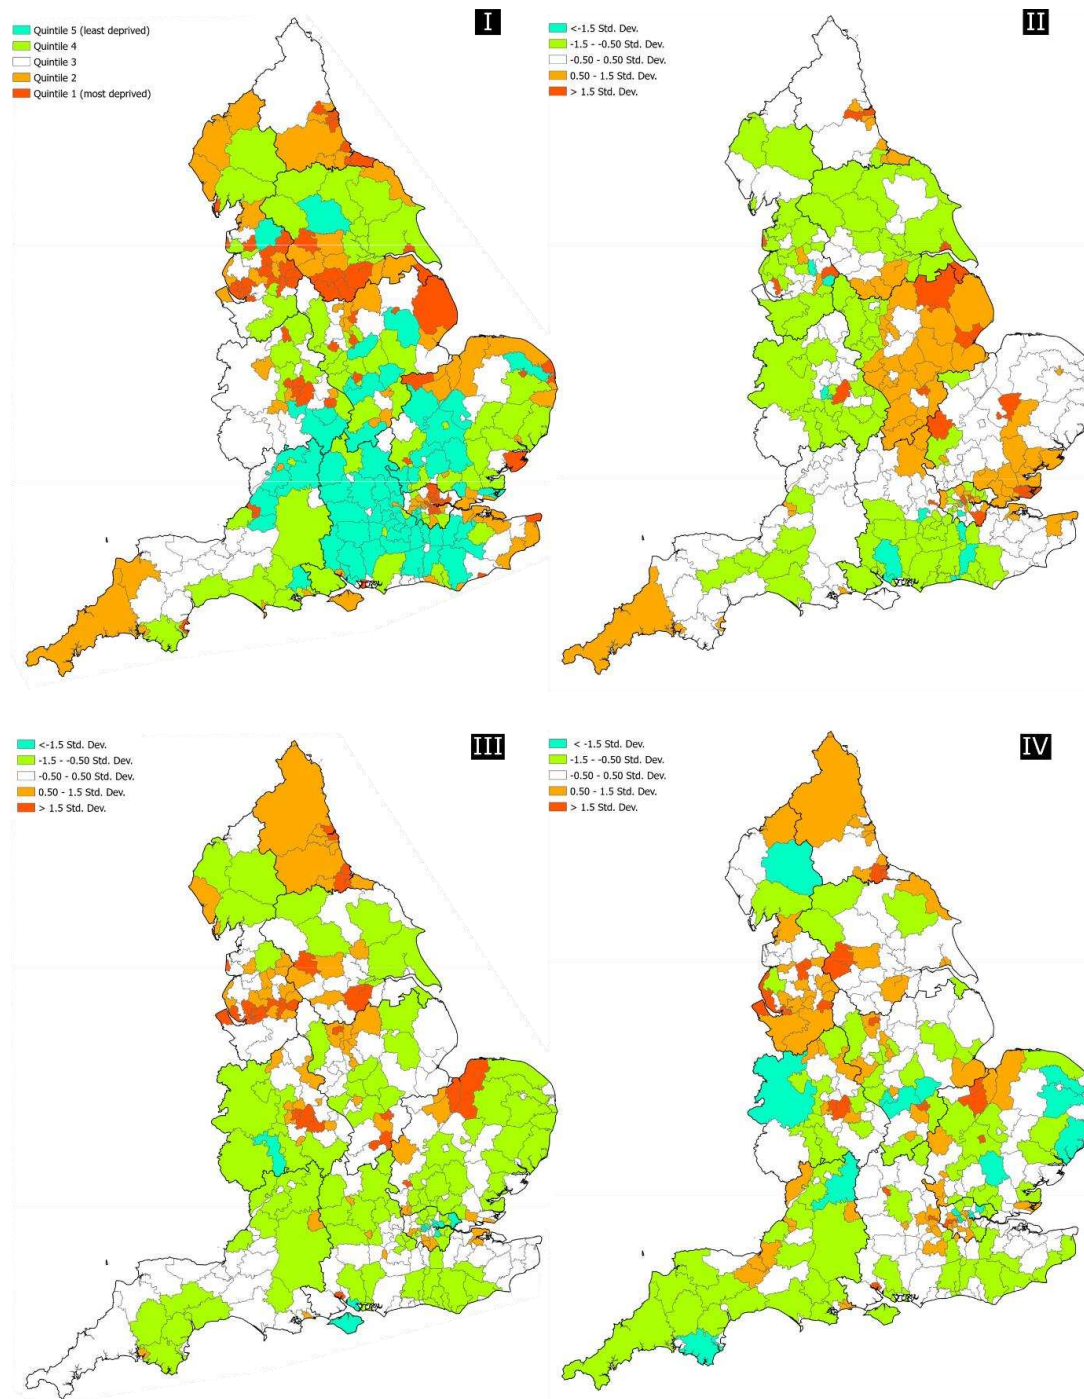 I
Quintile 5 (least deprived)
Quintile 4
Quintile 3
Quintile 2
Quintile 1 (most deprived)
II
<-1.5 Std. Dev.
-1.5 - -0.50 Std. Dev.
-0.50 - 0.50 Std. Dev.
0.50 - 1.5 Std. Dev.
> 1.5 Std. Dev.
III
<-1.5 Std. Dev.
-1.5 - -0.50 Std. Dev.
-0.50 - 0.50 Std. Dev.
0.50 - 1.5 Std. Dev.
> 1.5 Std. Dev.
IV
< -1.5 Std. Dev.
-1.5 - -0.50 Std. Dev.
-0.50 - 0.50 Std. Dev.
0.50 - 1.5 Std. Dev.
> 1.5 Std. Dev.